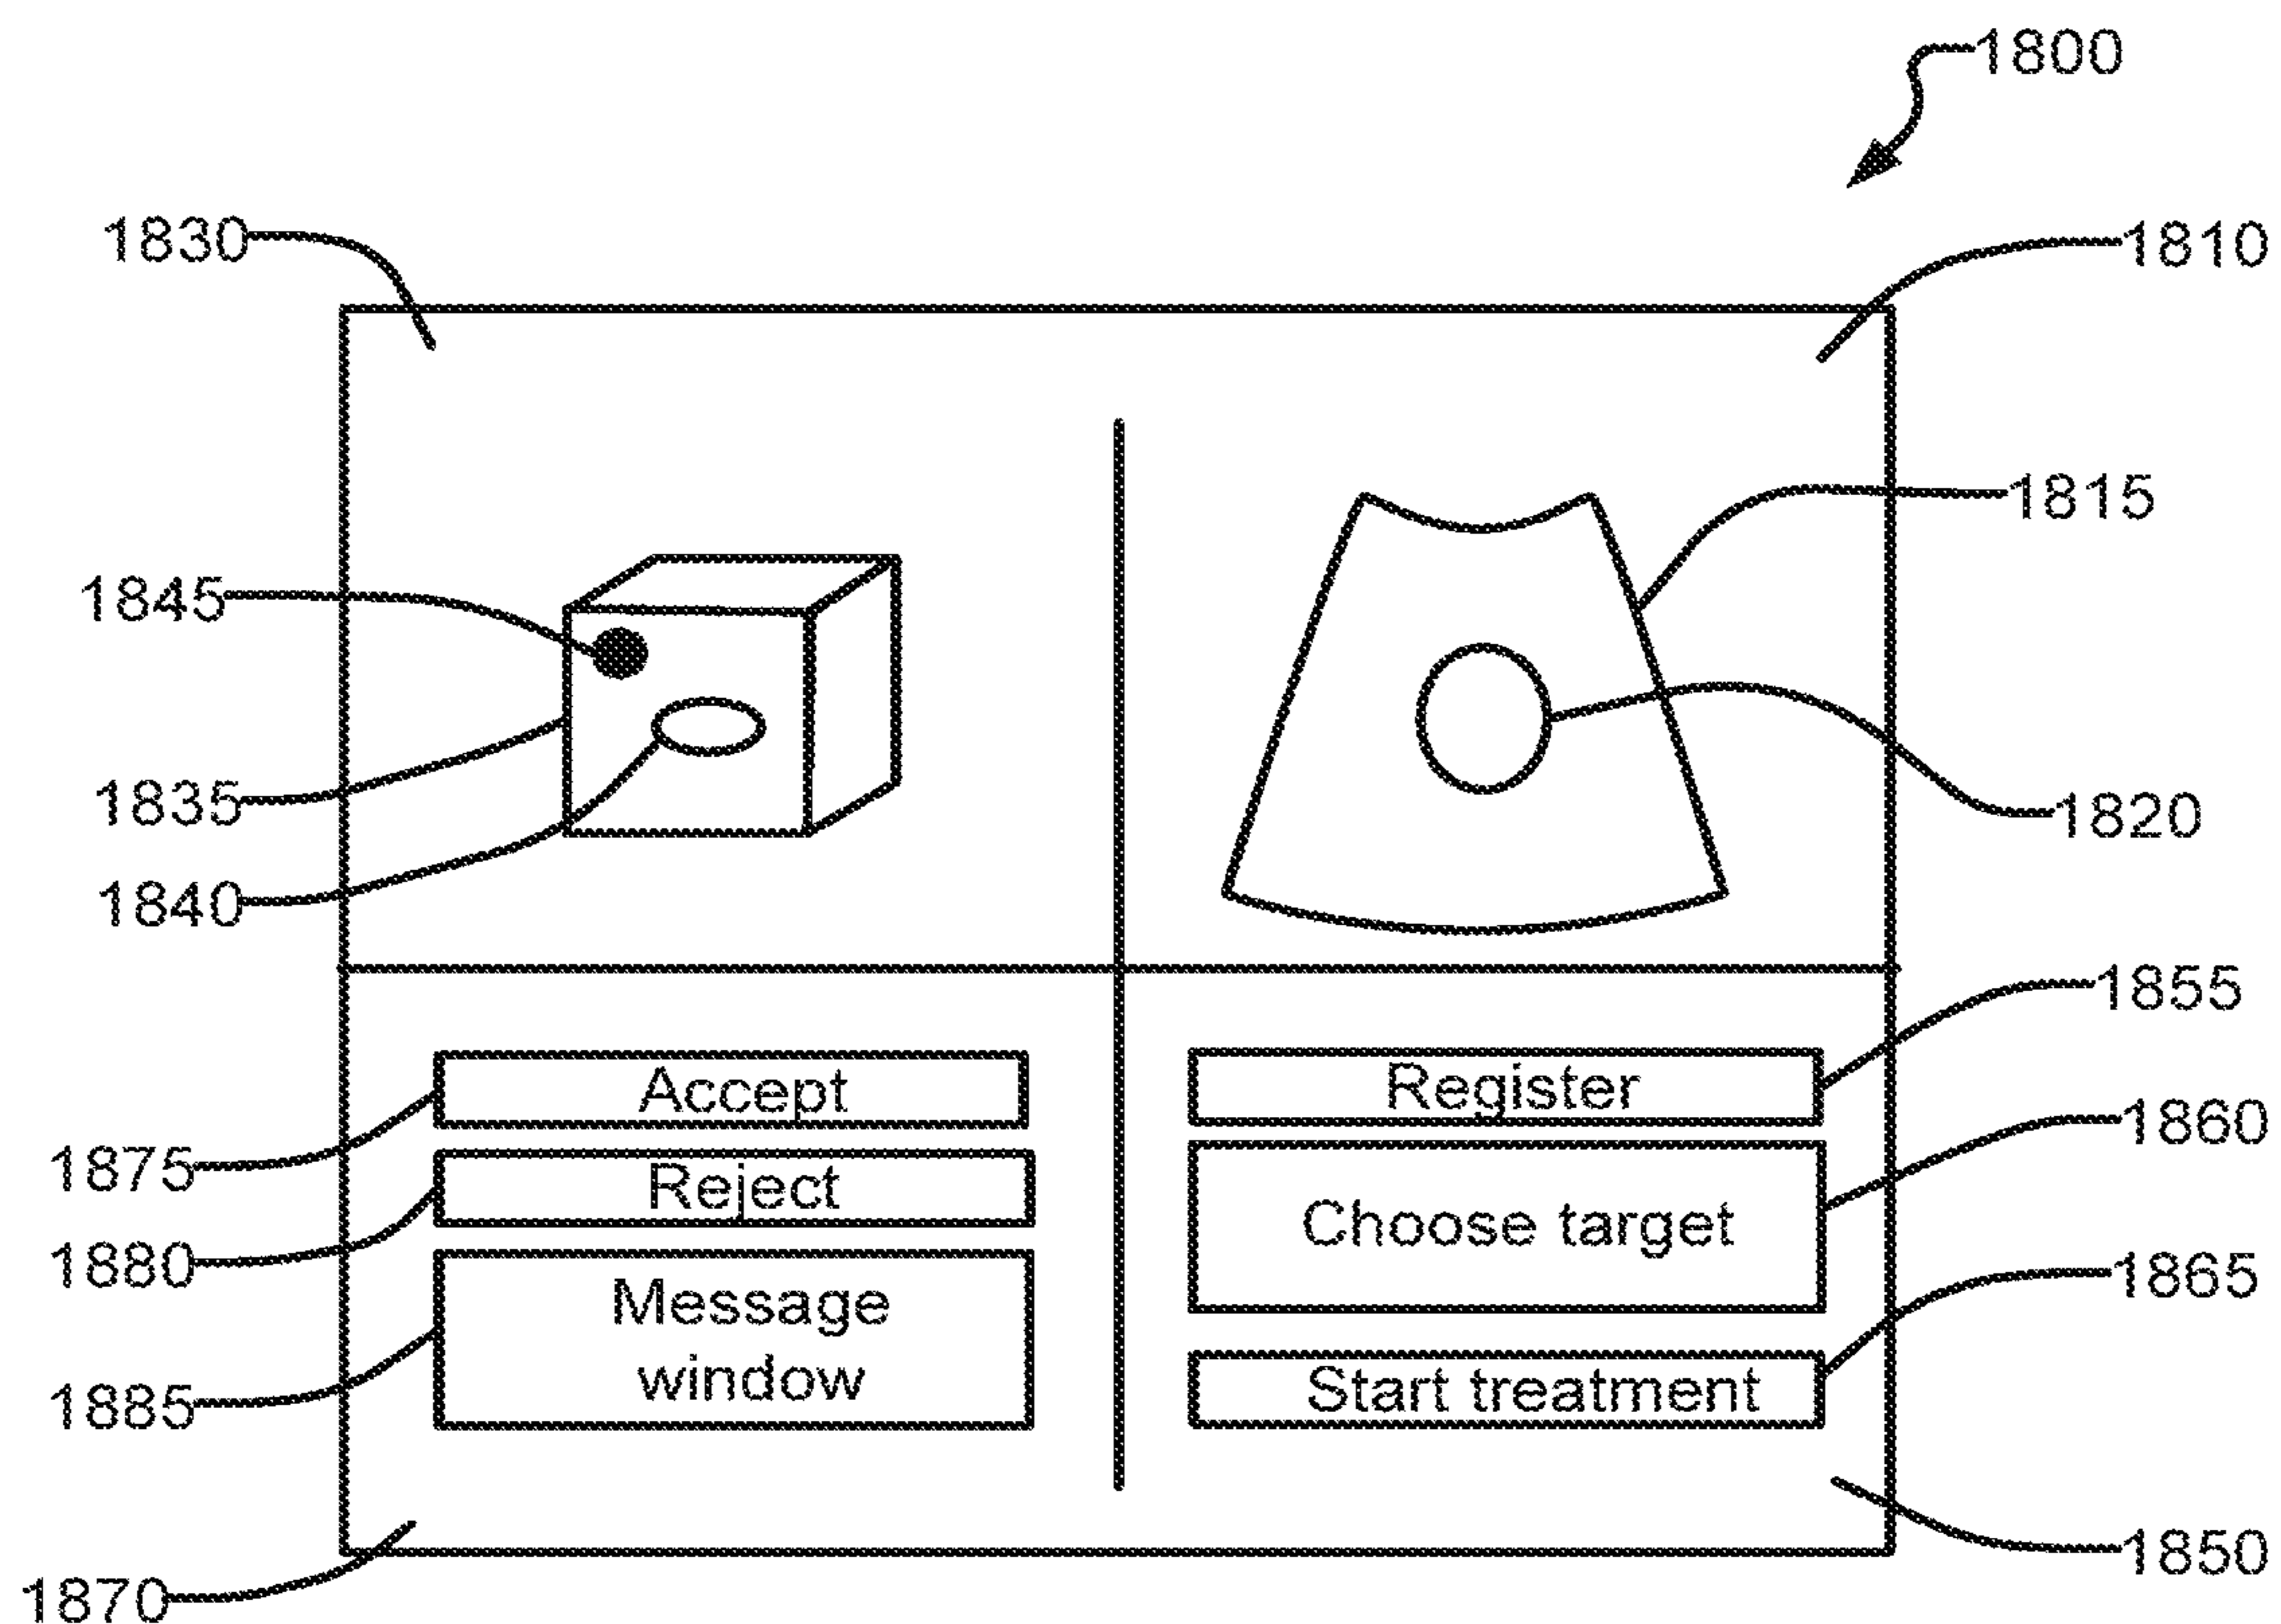 1800
1830
1810
1815
1845
1835
1820
1840
1855
Accept
Register
1860
1875
Reject
Choose target
1880
1865
Message
window
1885
Start treatment
1850
1870